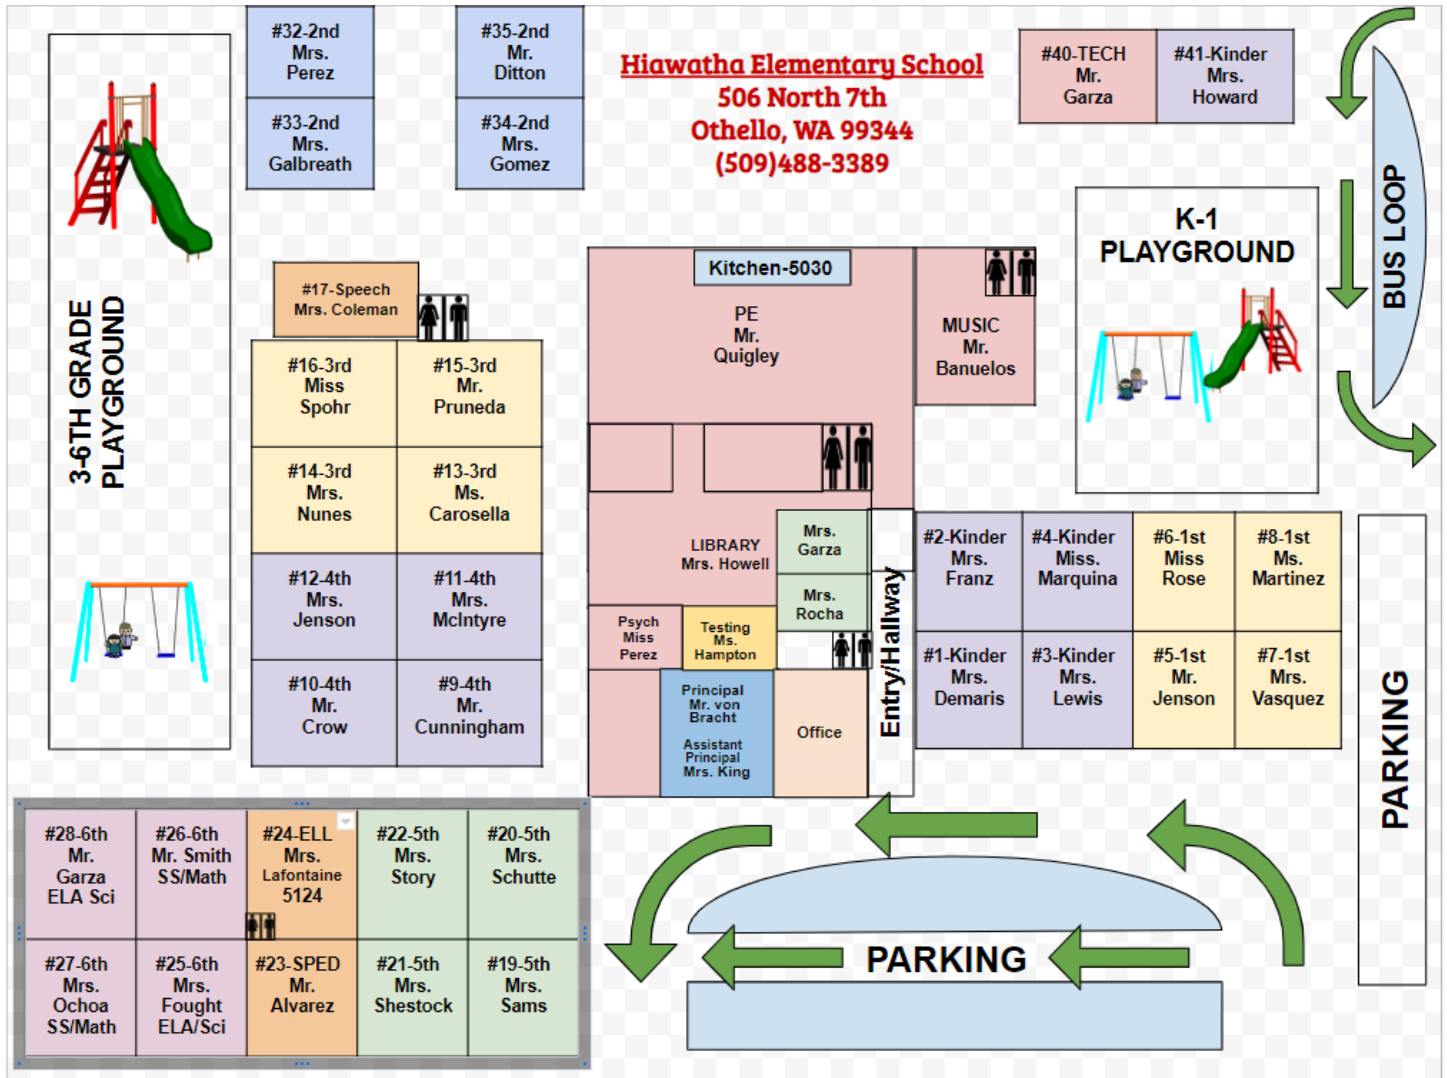 #32-2nd
Mrs.
Perez
#33-2nd
Mrs.
Galbreath
#35-2nd
Mr.
Ditton
#34-2nd
Mrs.
Gomez
Hiawatha Elementary School
506 North 7th
Othello, WA 99344
(509)488-3389
#40-TECH
Mr.
Garza
#41-Kinder
Mrs.
Howard
BUS LOOP
K-1
PLAYGROUND
3-6TH GRADE
PLAYGROUND
#17-Speech
Mrs. Coleman
#16-3rd
Miss
Spohr
#15-3rd
Mr.
Pruneda
#14-3rd
Mrs.
Nunes
#13-3rd
Ms.
Carosella
#12-4th
Mrs.
Jenson
#11-4th
Mrs.
McIntyre
#10-4th
Mr.
Crow
#9-4th
Mr.
Cunningham
Kitchen-5030
PE
Mr.
Quigley
MUSIC
Mr.
Banuelos
LIBRARY
Mrs. Howell
Mrs.
Garza
Mrs.
Rocha
Psych
Miss
Perez
Testing
Ms.
Hampton
Principal
Mr. von
Bracht
Assistant
Principal
Mrs. King
Office
Entry/Hallway
#2-Kinder
Mrs.
Franz
#4-Kinder
Miss.
Marquina
#6-1st
Miss
Rose
#8-1st
Ms.
Martinez
#1-Kinder
Mrs.
Demaris
#3-Kinder
Mrs.
Lewis
#5-1st
Mr.
Jenson
#7-1st
Mrs.
Vasquez
PARKING
#28-6th
Mr.
Garza
ELA Sci
#26-6th
Mr. Smith
SS/Math
#24-ELL
Mrs.
Lafontaine
5124
#22-5th
Mrs.
Story
#20-5th
Mrs.
Schutte
#27-6th
Mrs.
Ochoa
SS/Math
#25-6th
Mrs.
Fought
ELA/Sci
#23-SPED
Mr.
Alvarez
#21-5th
Mrs.
Shestock
#19-5th
Mrs.
Sams
PARKING